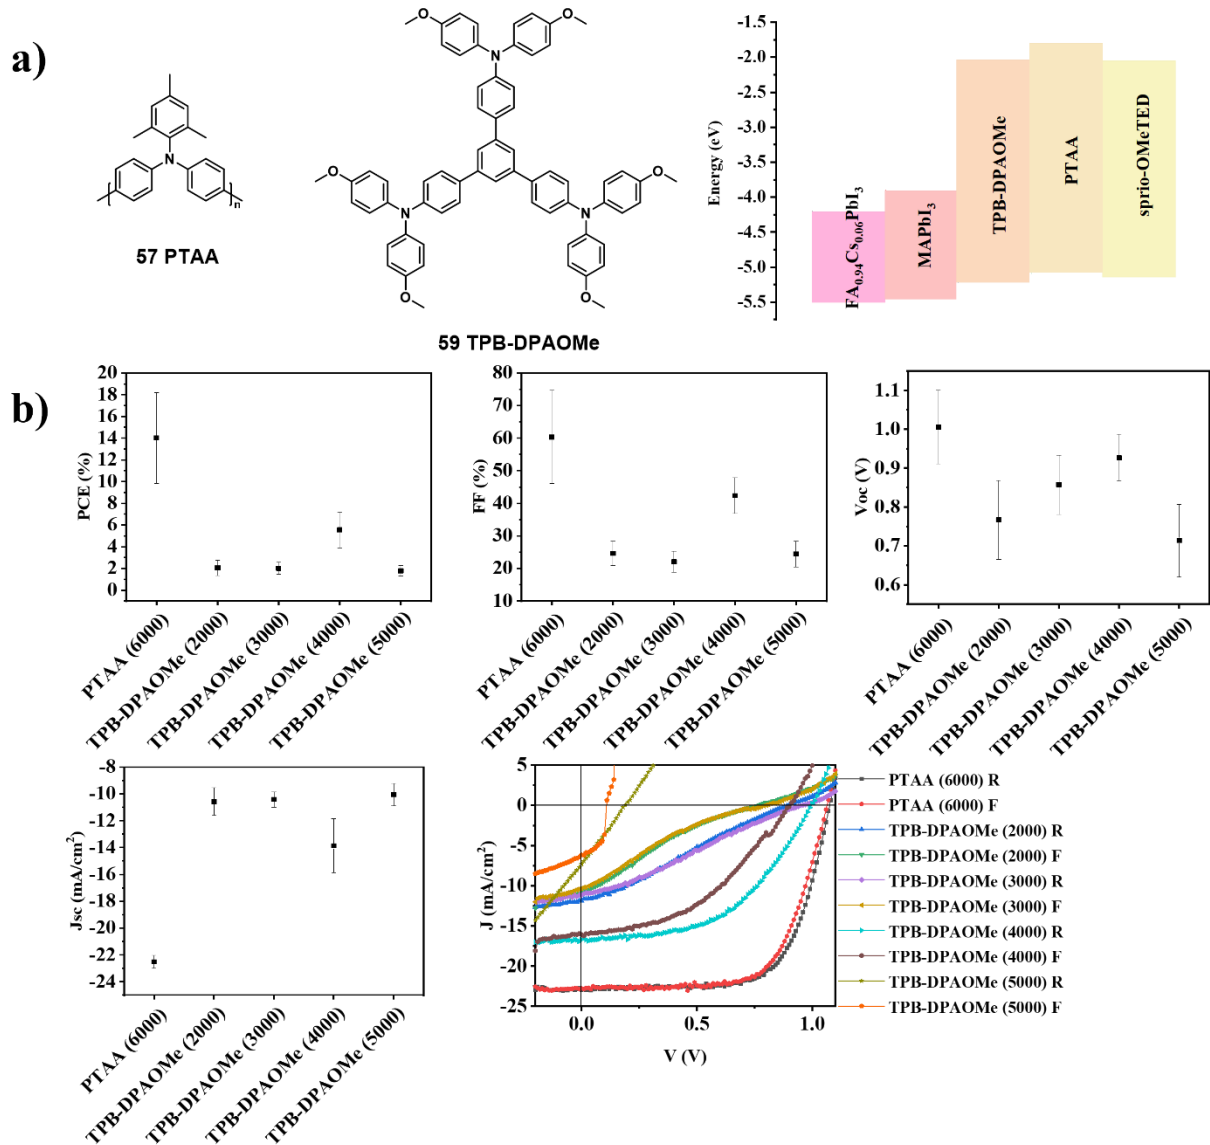 a)
O
O
O
O
N
N
n
57 PTAA
O
O
N
N
O
O
59 TPB-DPAOMe
Energy (eV)
-1.5
-2.0
-2.5
-3.0
-3.5
-4.0
-4.5
-5.0
-5.5
FA0.94Cs0.06PbI3
MAPbI3
TPB-DPAOMe
PTAA
sprio-OMeTED
b)
PCE (%)
20
18
16
14
12
10
8
6
4
2
0
PTAA (6000)
TPB-DPAOMe (2000)
TPB-DPAOMe (3000)
TPB-DPAOMe (4000)
TPB-DPAOMe (5000)
FF (%)
80
70
60
50
40
30
20
10
PTAA (6000)
TPB-DPAOMe (2000)
TPB-DPAOMe (3000)
TPB-DPAOMe (4000)
TPB-DPAOMe (5000)
Voc (V)
1.1
1.0
0.9
0.8
0.7
0.6
PTAA (6000)
TPB-DPAOMe (2000)
TPB-DPAOMe (3000)
TPB-DPAOMe (4000)
TPB-DPAOMe (5000)
Jsc (mA/cm2)
-8
-10
-12
-14
-16
-18
-20
-22
-24
PTAA (6000)
TPB-DPAOMe (2000)
TPB-DPAOMe (3000)
TPB-DPAOMe (4000)
TPB-DPAOMe (5000)
J (mA/cm2)
5
0
-5
-10
-15
-20
-25
0.0
0.5
1.0
V (V)
PTAA (6000) R
PTAA (6000) F
TPB-DPAOMe (2000) R
TPB-DPAOMe (2000) F
TPB-DPAOMe (3000) R
TPB-DPAOMe (3000) F
TPB-DPAOMe (4000) R
TPB-DPAOMe (4000) F
TPB-DPAOMe (5000) R
TPB-DPAOMe (5000) F